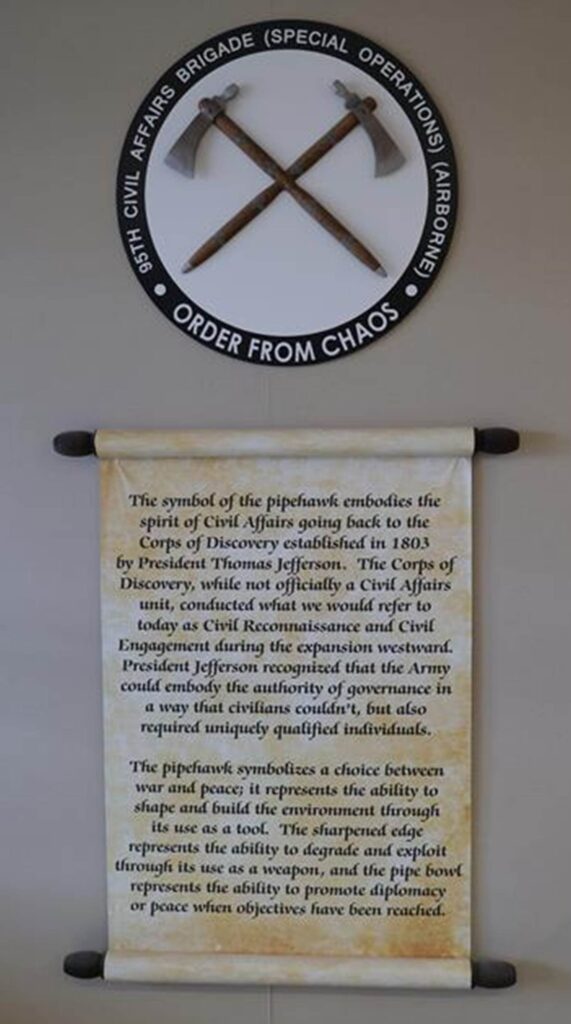 95TH CIVIL AFFAIRS BRIGADE (SPECIAL OPERATIONS) (AIRBORNE)
ORDER FROM CHAOS
The symbol of the pipehawk embodies the
spirit of Civil Affairs going back to the
Corps of Discovery established in 1803
by President Thomas Jefferson. The Corps of
Discovery, while not officially a Civil Affairs
unit, conducted what we would refer to
today as Civil Reconnaissance and Civil
Engagement during the expansion westward.
President Jefferson recognized that the Army
could embody the authority of governance in
a way that civilians couldn't, but also
required uniquely qualified individuals.
The pipehawk symbolizes a choice between
war and peace; it represents the ability to
shape and build the environment through
its use as a tool. The sharpened edge
represents the ability to degrade and exploit
through its use as a weapon, and the pipe bowl
represents the ability to promote diplomacy
or peace when objectives have been reached.